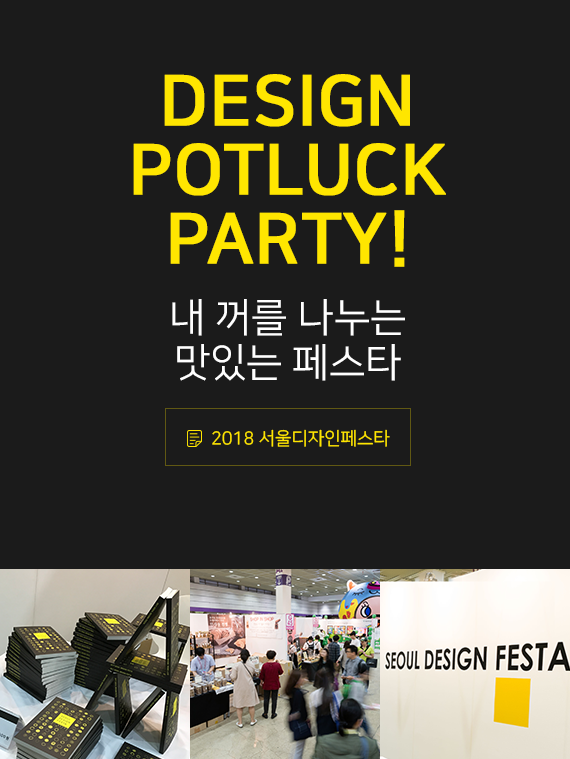 DESIGN
POTLUCK
PARTY!
내 꺼를 나누는
맛있는 페스타
2018 서울디자인페스타
SEOUL DESIGN FESTA